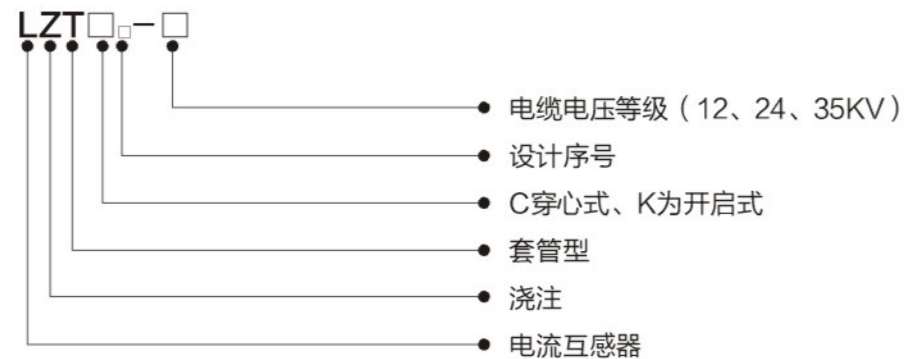 LZT□□-□
电缆电压等级（12、24、35KV）
设计序号
C穿心式、K为开启式
套管型
浇注
电流互感器